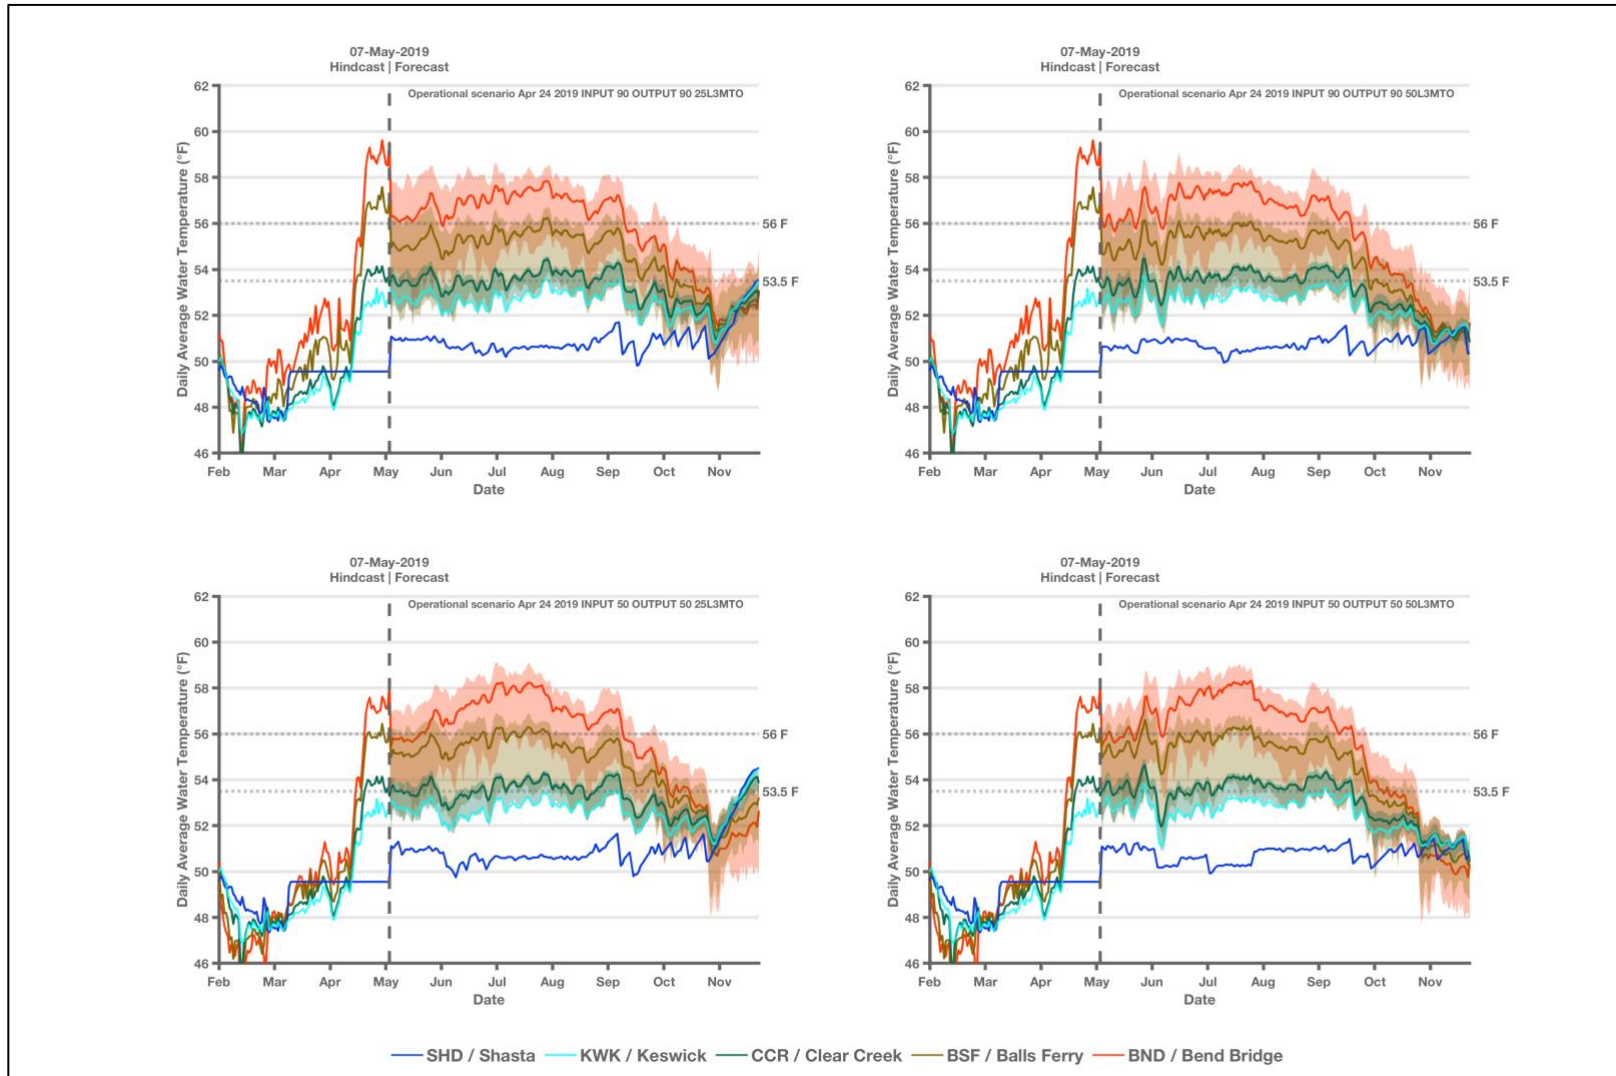 07-May-2019
Hindcast | Forecast
Operational scenario Apr 24 2019 INPUT 90 OUTPUT 90 25L3MTO
Daily Average Water Temperature (°F)
62
60
58
56
54
52
50
48
46
56 F
53.5 F
Feb Mar Apr May Jun Jul Aug Sep Oct Nov
Date
07-May-2019
Hindcast | Forecast
Operational scenario Apr 24 2019 INPUT 90 OUTPUT 90 50L3MTO
Daily Average Water Temperature (°F)
62
60
58
56
54
52
50
48
46
56 F
53.5 F
Feb Mar Apr May Jun Jul Aug Sep Oct Nov
Date
07-May-2019
Hindcast | Forecast
Operational scenario Apr 24 2019 INPUT 50 OUTPUT 50 25L3MTO
Daily Average Water Temperature (°F)
62
60
58
56
54
52
50
48
46
56 F
53.5 F
Feb Mar Apr May Jun Jul Aug Sep Oct Nov
Date
07-May-2019
Hindcast | Forecast
Operational scenario Apr 24 2019 INPUT 50 OUTPUT 50 50L3MTO
Daily Average Water Temperature (°F)
62
60
58
56
54
52
50
48
46
56 F
53.5 F
Feb Mar Apr May Jun Jul Aug Sep Oct Nov
Date
SHD / Shasta KWK / Keswick CCR / Clear Creek BSF / Balls Ferry BND / Bend Bridge